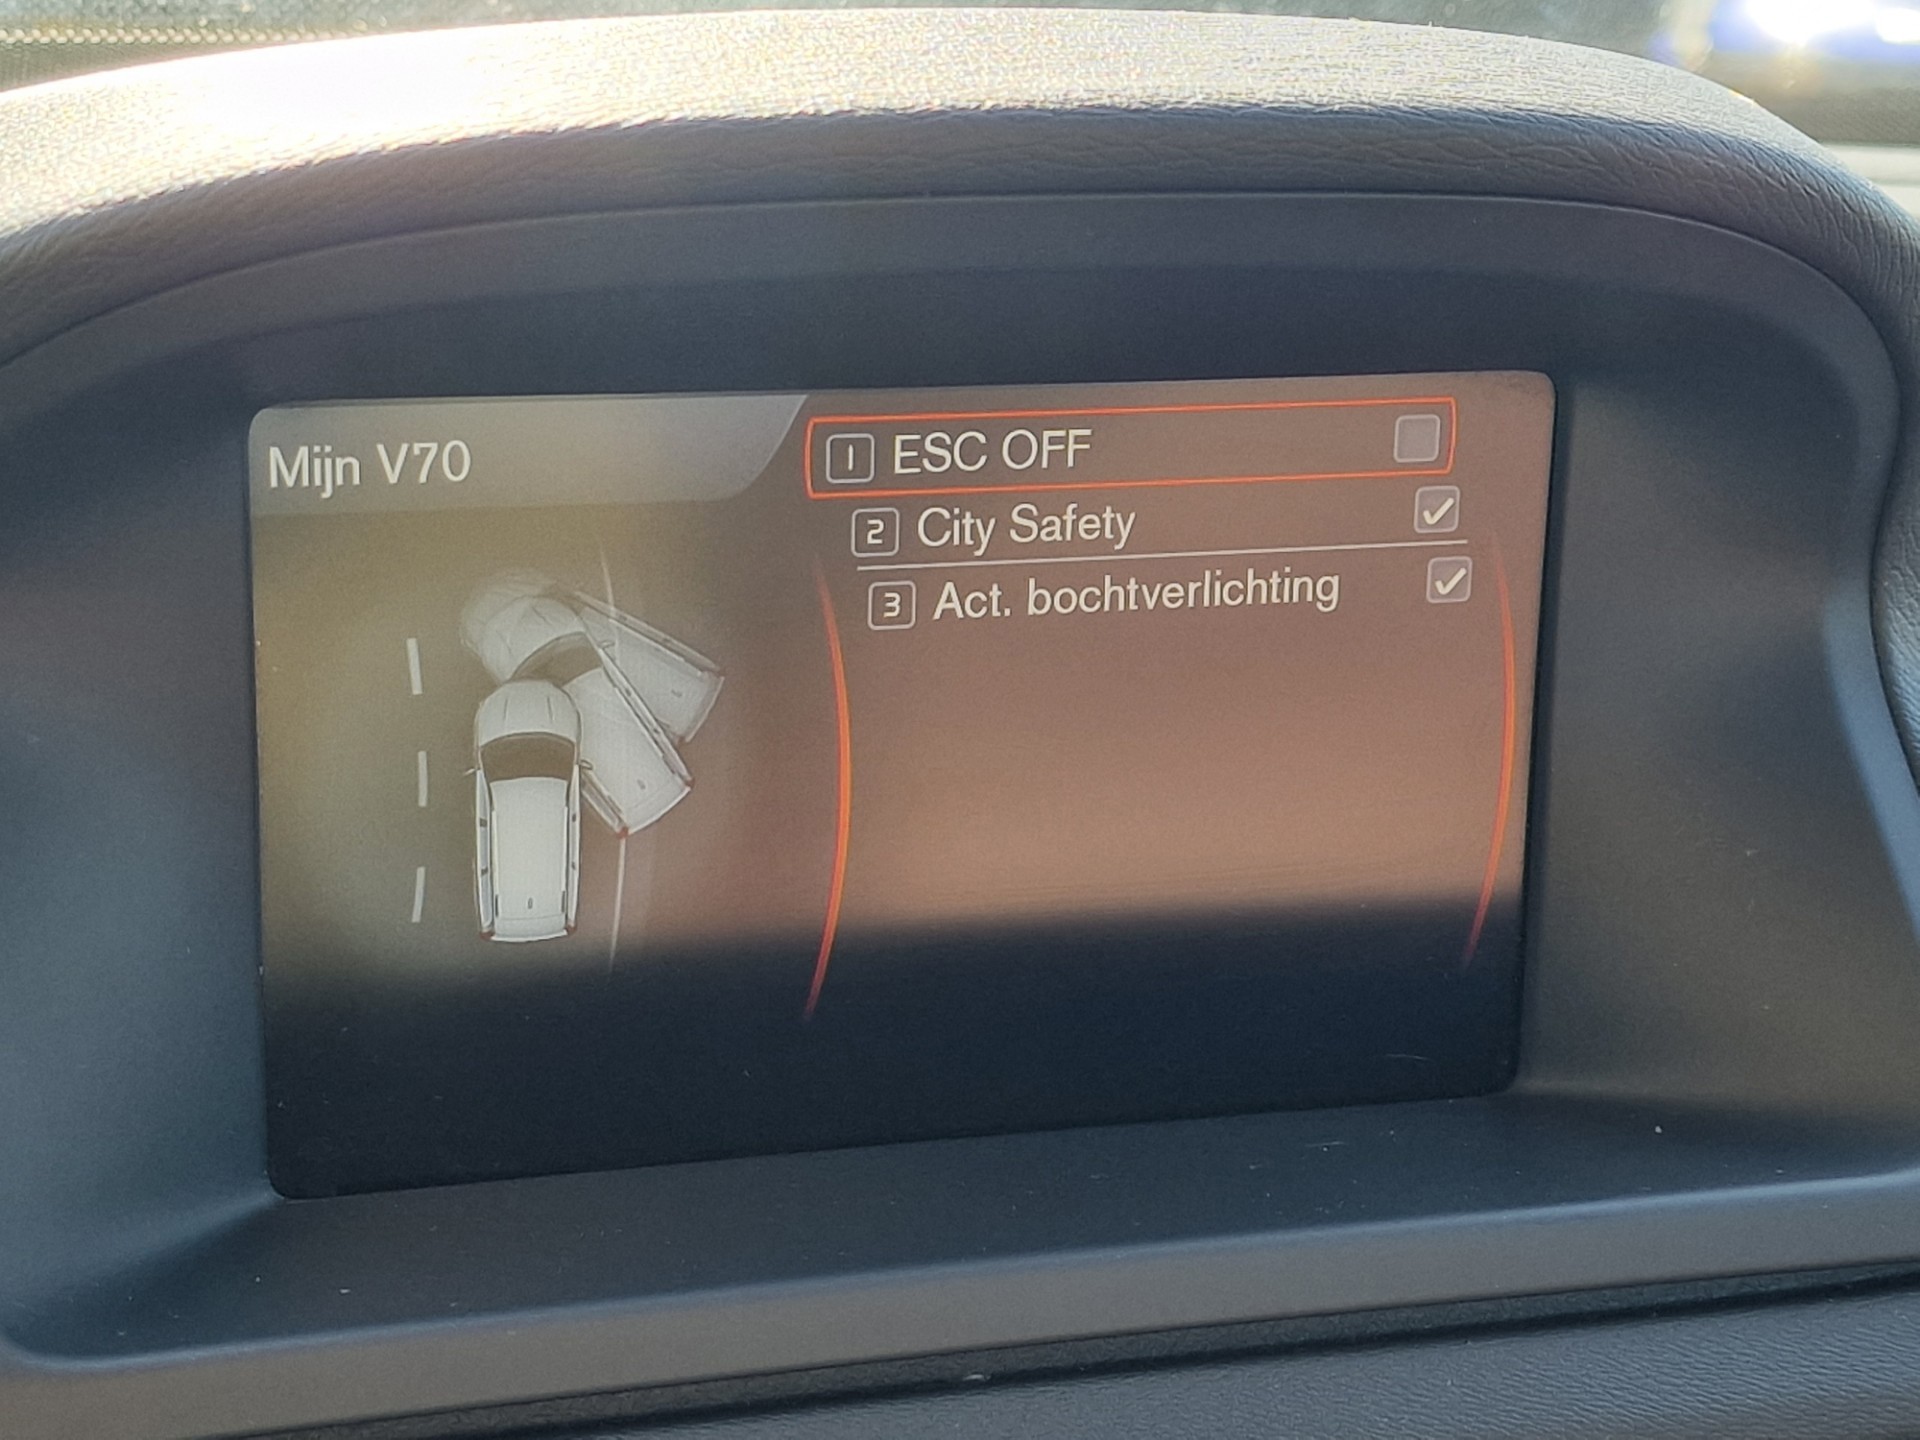 Mijn V70
1 ESC OFF
2 City Safety
3 Act. bochtverlichting